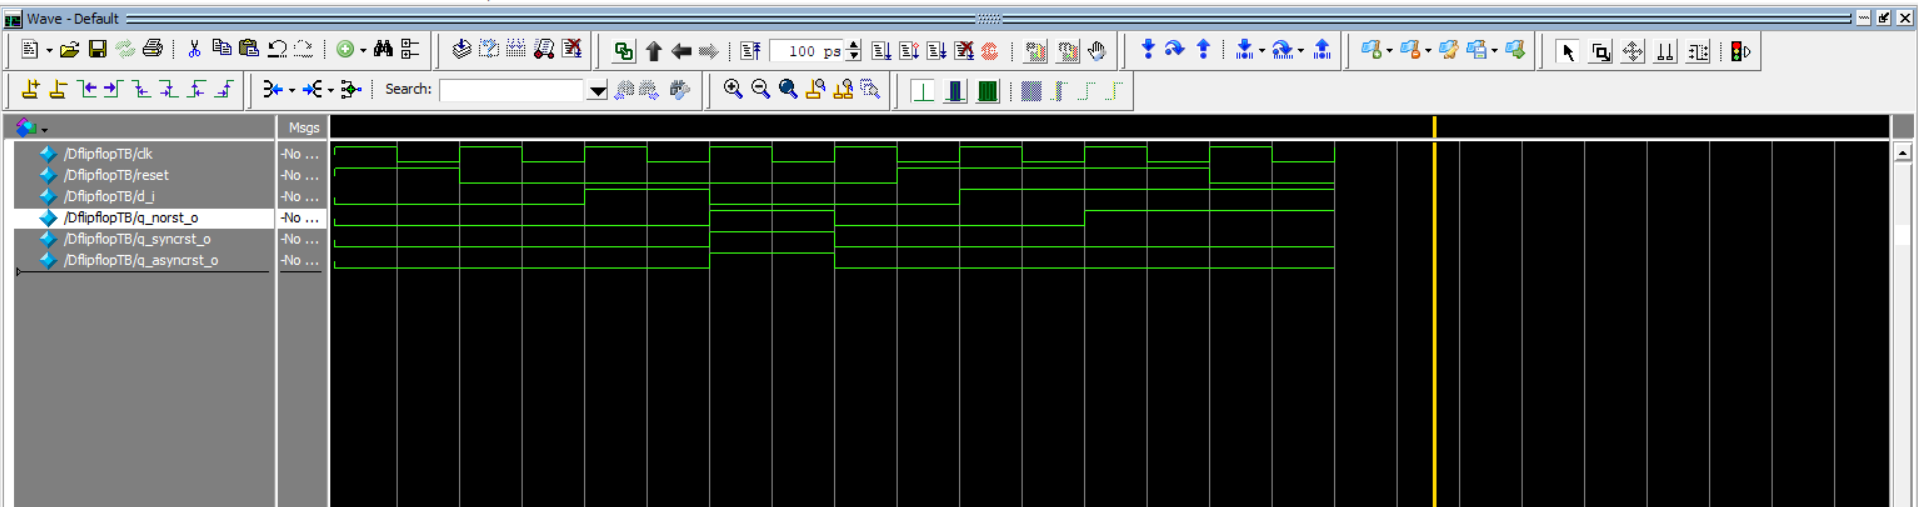 Wave - Default
100 ps
Search:
Msgs
/DflipflopTB/clk -No ...
/DflipflopTB/reset -No ...
/DflipflopTB/d_i -No ...
/DflipflopTB/q_norst_o -No ...
/DflipflopTB/q_syncrst_o -No ...
/DflipflopTB/q_asyncrst_o -No ...